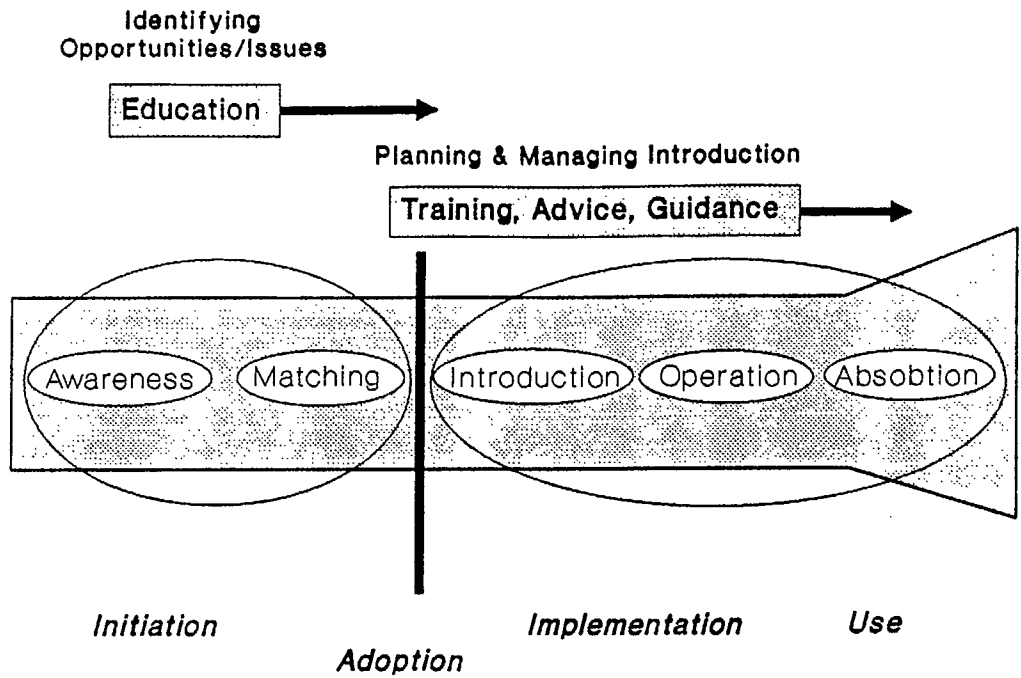 Identifying
Opportunities/Issues
Education
Planning & Managing Introduction
Training, Advice, Guidance
Awareness
Matching
Introduction
Operation
Absobtion
Initiation
Implementation
Use
Adoption